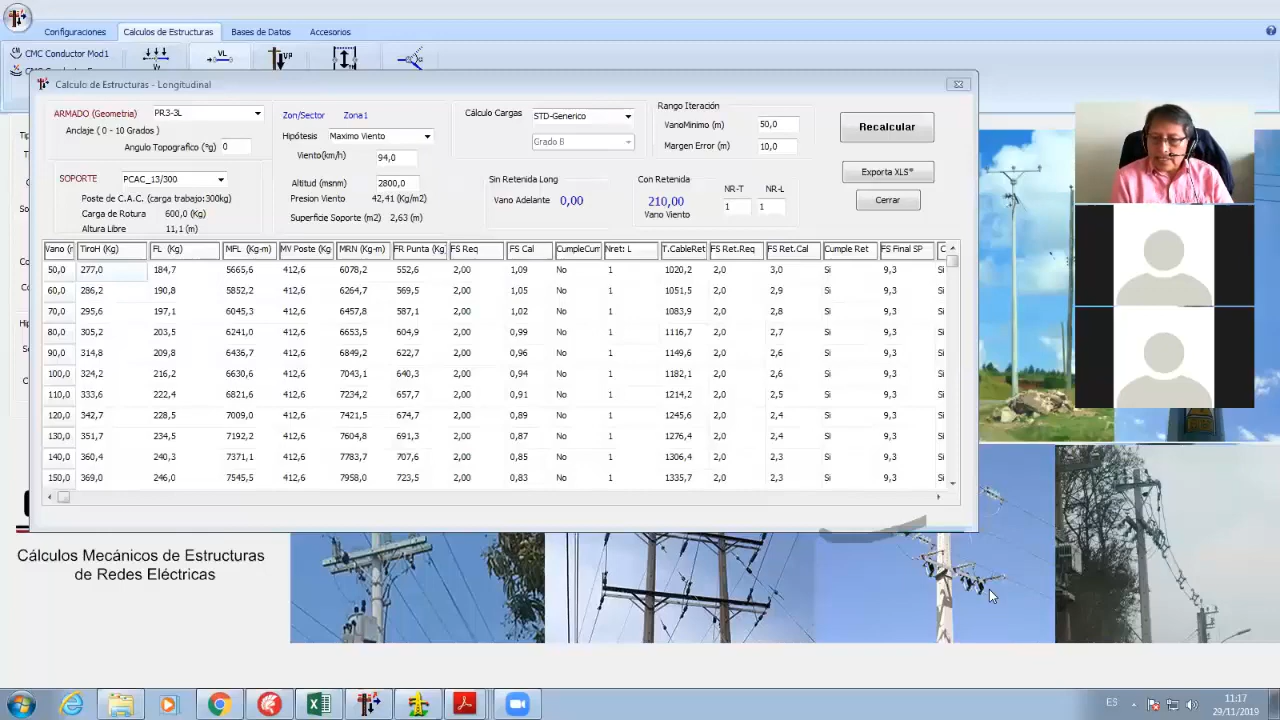 Configuraciones Calculos de Estructuras Bases de Datos Accesorios
CMC Conductor Mod1 VL
Calculo de Estructuras - Longitudinal
ARMADO (Geometria) PR3-3L
Anclaje ( 0 - 10 Grados )
Angulo Topografico (ºg) 0
SOPORTE PCAC_13/300
Poste de C.A.C. (carga trabajo:300kg)
Carga de Rotura 600,0 (Kg)
Altura Libre 11,1 (m)
Zon/Sector Zona1
Hipótesis Maximo Viento
Viento(km/h) 94,0
Altitud (msnm) 2800,0
Presion Viento 42,41 (Kg/m2)
Superficie Soporte (m2) 2,63 (m)
Cálculo Cargas STD-Generico
Grado B
Sin Retenida Long
Vano Adelante 0,00
Con Retenida
210,00
Vano Viento
NR-T NR-L
1 1
Rango Iteración
VanoMinimo (m) 50,0
Margen Error (m) 10,0
Recalcular
Exporta XLS®
Cerrar
Vano (r TiroH (Kg) FL (Kg) MFL (Kg-m) MV Poste (Kg MRN (Kg-m) FR Punta (Kg) FS Req FS Cal CumpleCum Nret: L T.CableRet FS Ret.Req FS Ret.Cal Cumple Ret FS Final SP C
50,0 277,0 184,7 5665,6 412,6 6078,2 552,6 2,00 1,09 No 1 1020,2 2,0 3,0 Si 9,3 Si
60,0 286,2 190,8 5852,2 412,6 6264,7 569,5 2,00 1,05 No 1 1051,5 2,0 2,9 Si 9,3 Si
70,0 295,6 197,1 6045,3 412,6 6457,8 587,1 2,00 1,02 No 1 1083,9 2,0 2,8 Si 9,3 Si
80,0 305,2 203,5 6241,0 412,6 6653,5 604,9 2,00 0,99 No 1 1116,7 2,0 2,7 Si 9,3 Si
90,0 314,8 209,8 6436,7 412,6 6849,2 622,7 2,00 0,96 No 1 1149,6 2,0 2,6 Si 9,3 Si
100,0 324,2 216,2 6630,6 412,6 7043,1 640,3 2,00 0,94 No 1 1182,1 2,0 2,6 Si 9,3 Si
110,0 333,6 222,4 6821,6 412,6 7234,2 657,7 2,00 0,91 No 1 1214,2 2,0 2,5 Si 9,3 Si
120,0 342,7 228,5 7009,0 412,6 7421,5 674,7 2,00 0,89 No 1 1245,6 2,0 2,4 Si 9,3 Si
130,0 351,7 234,5 7192,2 412,6 7604,8 691,3 2,00 0,87 No 1 1276,4 2,0 2,4 Si 9,3 Si
140,0 360,4 240,3 7371,1 412,6 7783,7 707,6 2,00 0,85 No 1 1306,4 2,0 2,3 Si 9,3 Si
150,0 369,0 246,0 7545,5 412,6 7958,0 723,5 2,00 0,83 No 1 1335,7 2,0 2,3 Si 9,3 Si
Cálculos Mecánicos de Estructuras
de Redes Eléctricas
ES 11:17
29/11/2019